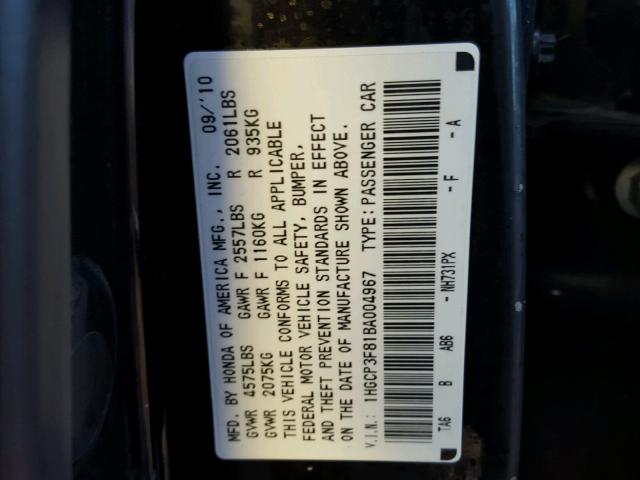 MFD. BY HONDA OF AMERICA MFG., INC. 09/'10
GVWR 4575LBS GAWR F 2557LBS R 2061LBS
GVWR 2075KG GAWR F 1160KG R 935KG
THIS VEHICLE CONFORMS TO ALL APPLICABLE
FEDERAL MOTOR VEHICLE SAFETY, BUMPER,
AND THEFT PREVENTION STANDARDS IN EFFECT
ON THE DATE OF MANUFACTURE SHOWN ABOVE.
V.I.N.: 1HGCP3F81BA004967 TYPE: PASSENGER CAR
TA6 B AB6 -NH731PX -F -A